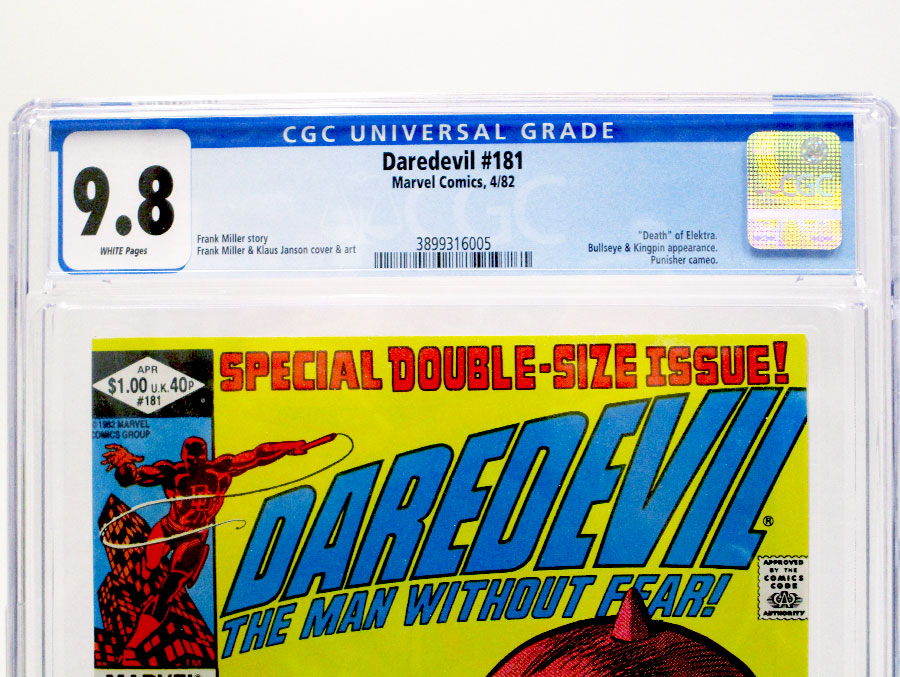 CGC UNIVERSAL GRADE
Daredevil #181
Marvel Comics, 4/82
9.8
WHITE Pages
Frank Miller story
Frank Miller & Klaus Janson cover & art
3899316005
"Death" of Elektra.
Bullseye & Kingpin appearance.
Punisher cameo.
CGC
CGC
SPECIAL DOUBLE-SIZE ISSUE!
APR
$1.00 U.K. 40P
#181
© 1982 MARVEL
COMICS GROUP
DAREDEVIL®
THE MAN WITHOUT FEAR!
APPROVED
BY THE
COMICS
CODE
AUTHORITY
TM
MARVEL®